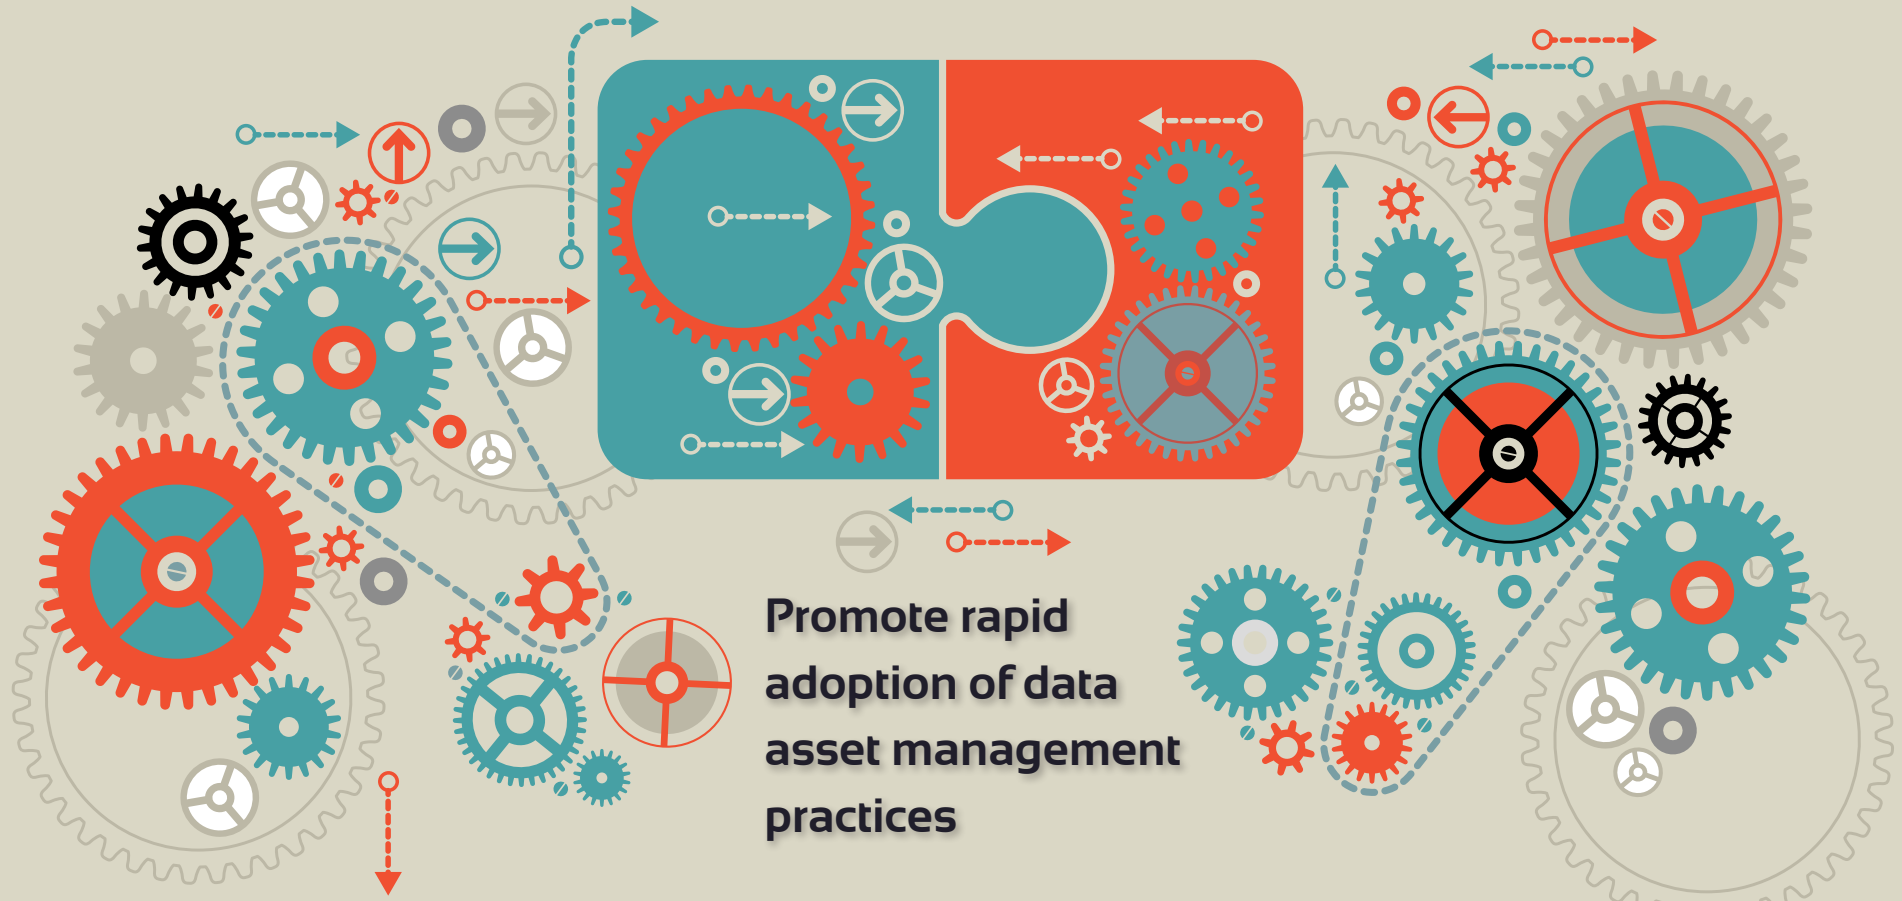 Promote rapid
adoption of data
asset management
practices